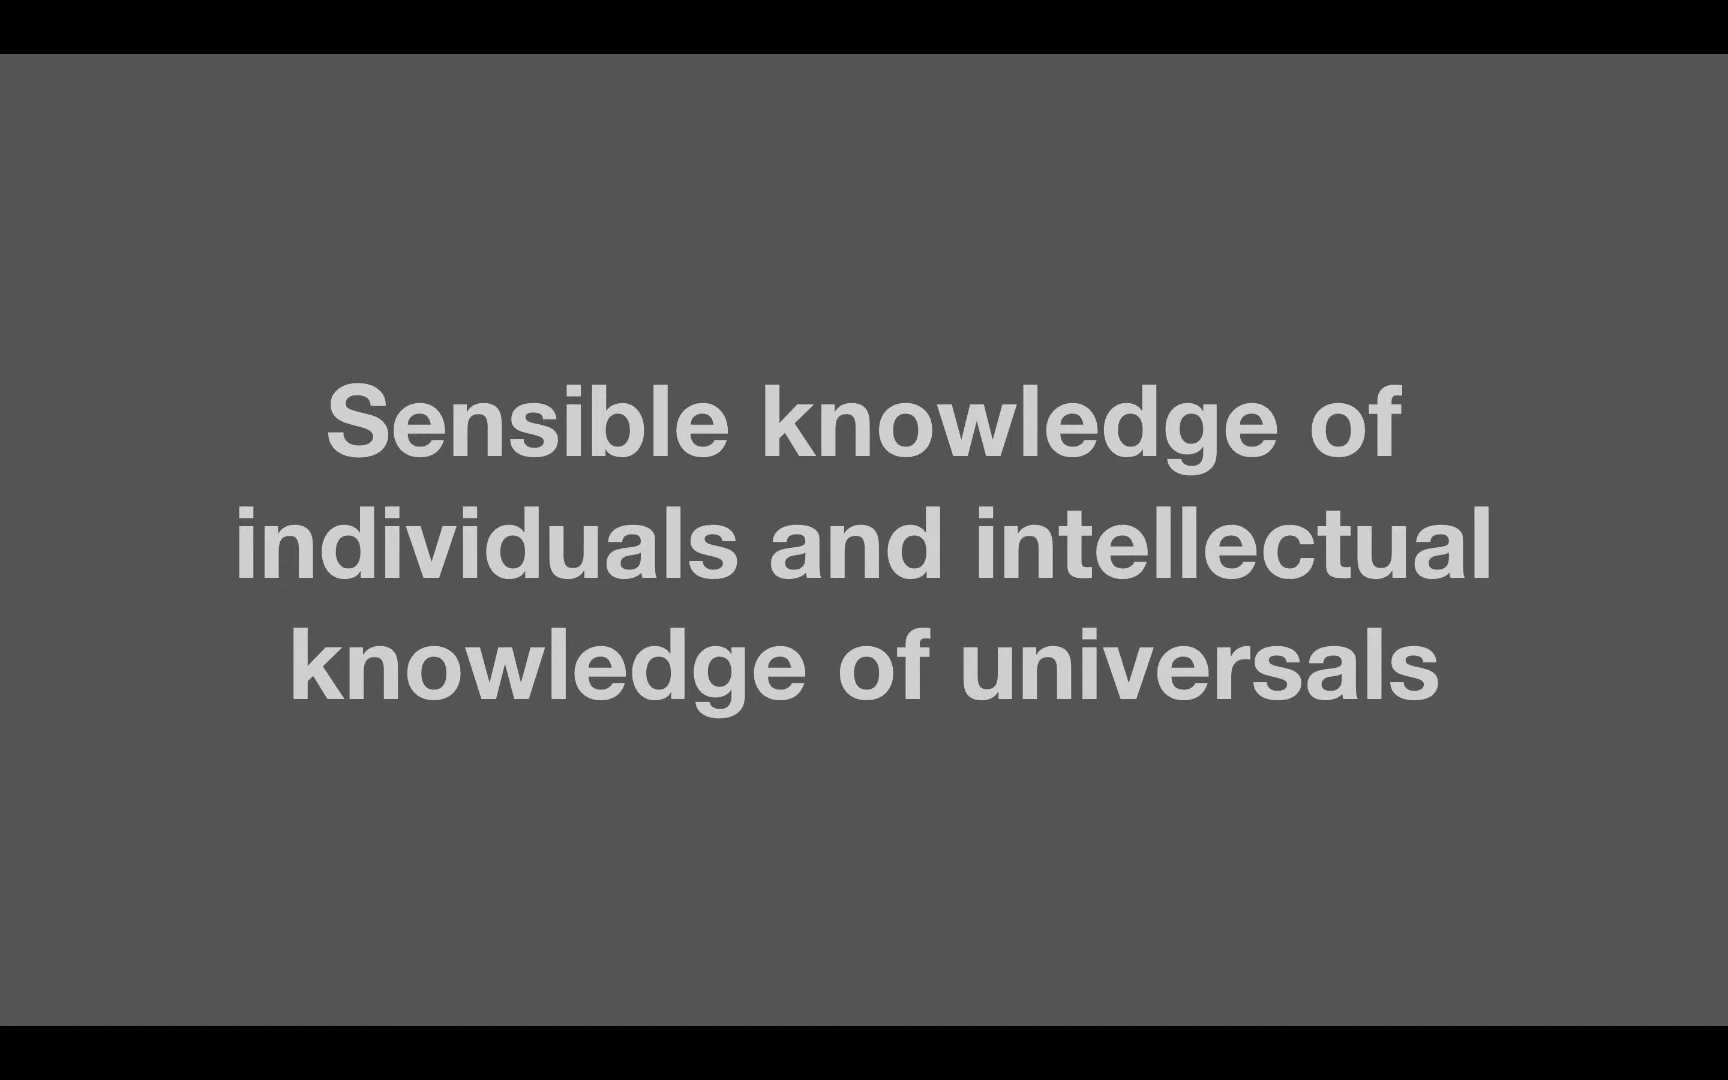 Sensible knowledge of
individuals and intellectual
knowledge of universals